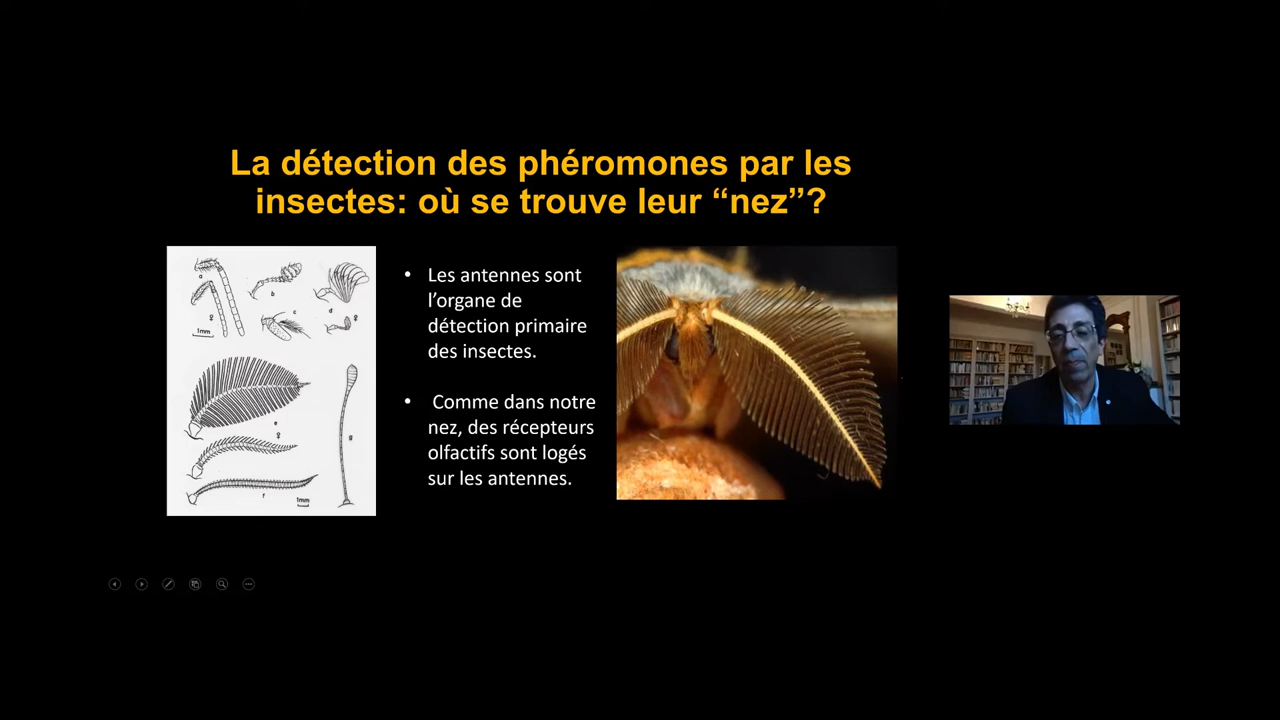 La détection des phéromones par les
insectes: où se trouve leur “nez”?
a
b
c
d
♀
♀
1mm
e
♀
f
g
1mm
• Les antennes sont
l’organe de
détection primaire
des insectes.
• Comme dans notre
nez, des récepteurs
olfactifs sont logés
sur les antennes.